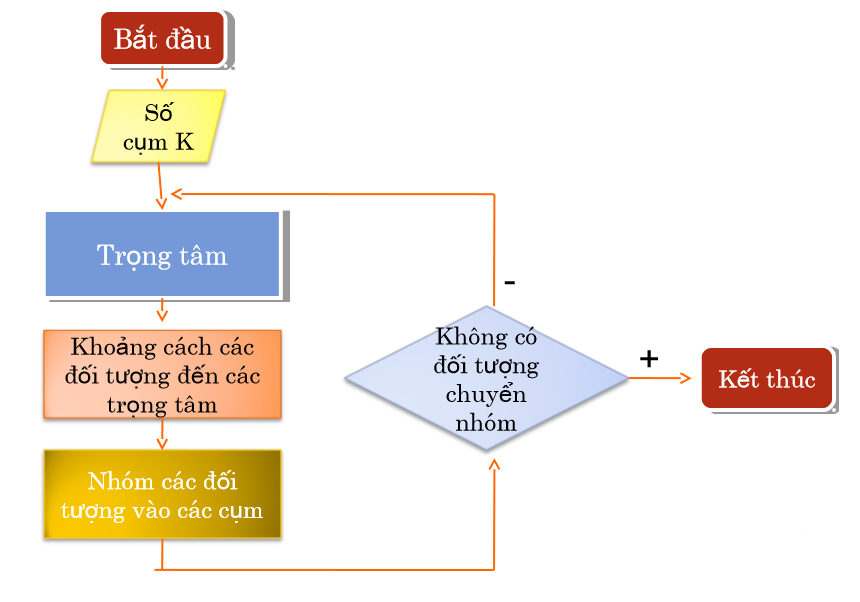 Bắt đầu
Số
cụm K
Trọng tâm
Khoảng cách các
đối tượng đến các
trọng tâm
Nhóm các đối
tượng vào các cụm
-
Không có
đối tượng
chuyển
nhóm
+
Kết thúc